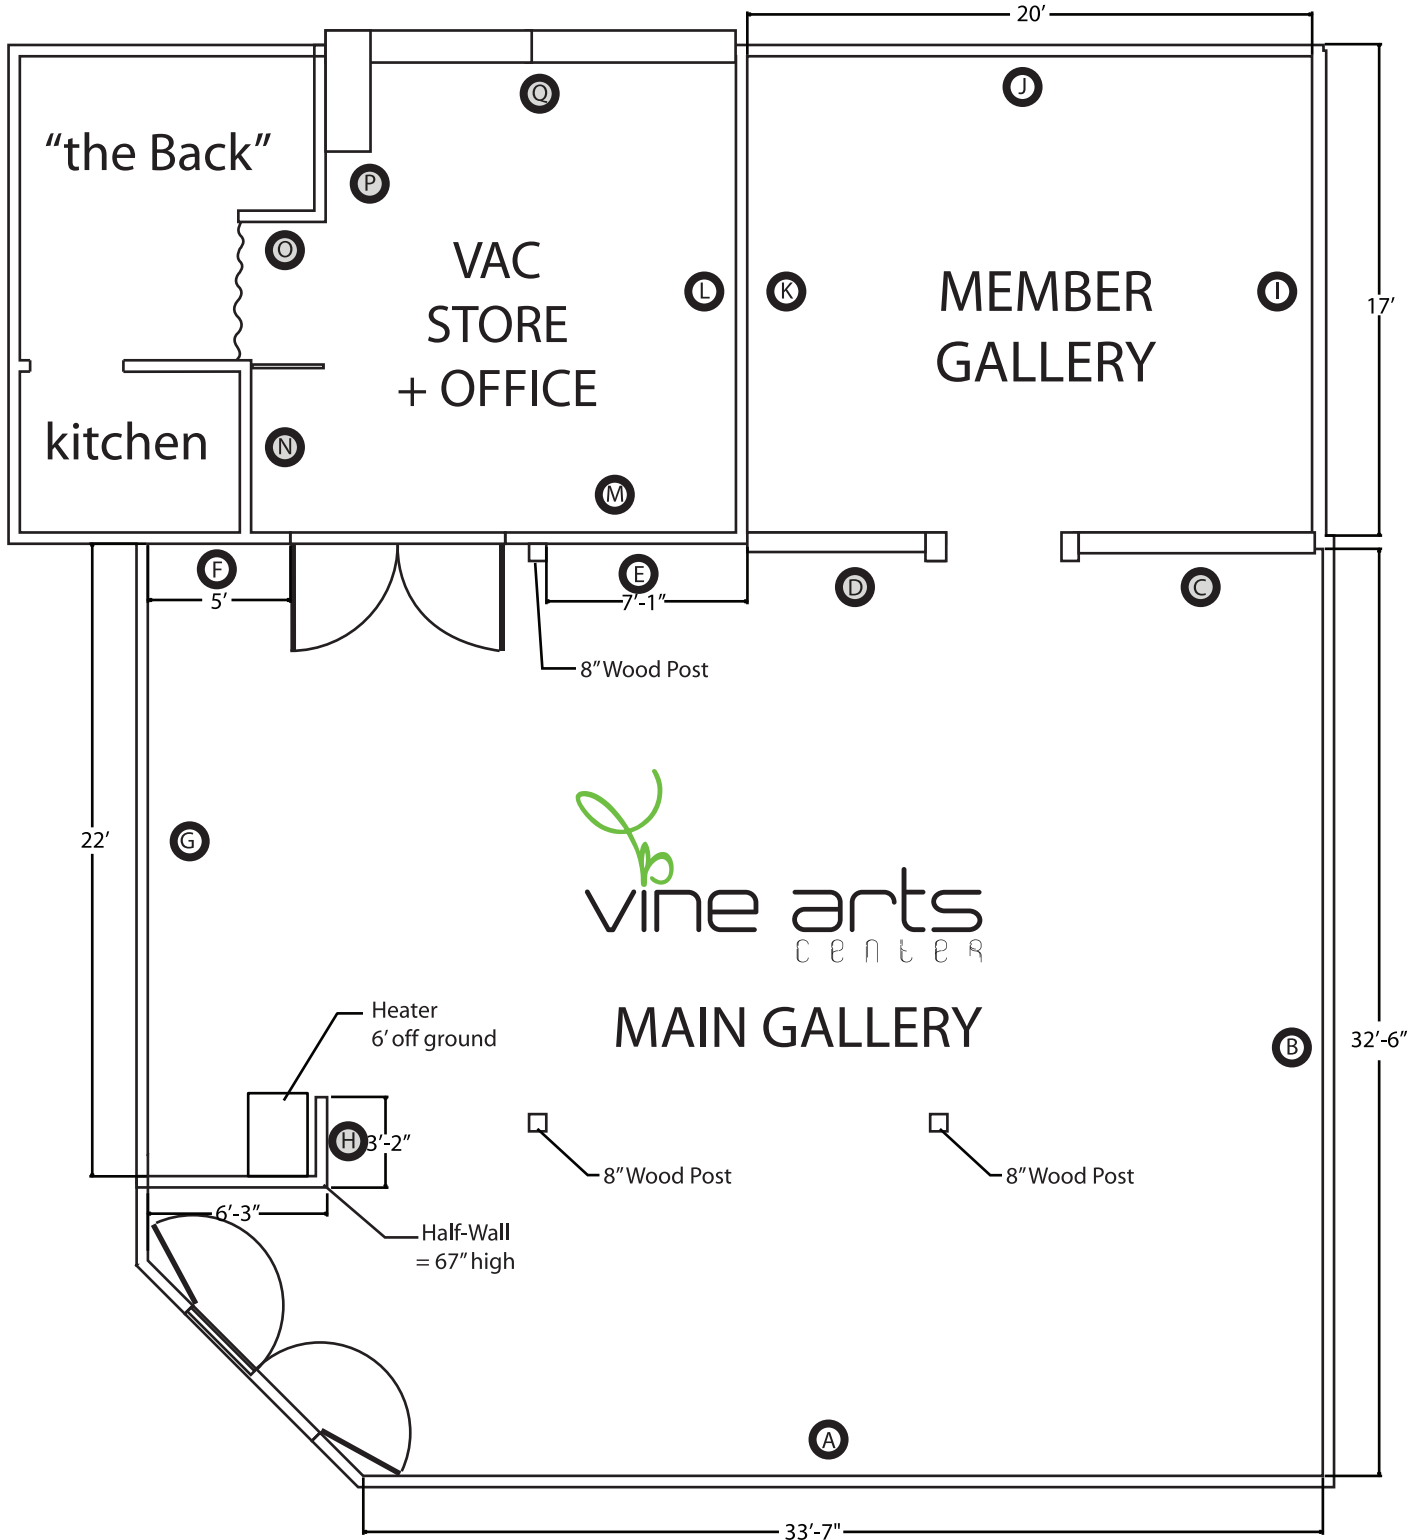 20’
J
Q
“the Back”
P
O
VAC
STORE
+ OFFICE
L
K
MEMBER
GALLERY
I
17’
kitchen
N
M
F
5’
E
7’-1”
D
C
8” Wood Post
22’
G
vine arts
center
MAIN GALLERY
Heater
6’ off ground
B
32’-6”
H
3’-2”
8” Wood Post
8” Wood Post
6’-3”
Half-Wall
= 67” high
A
33’-7"